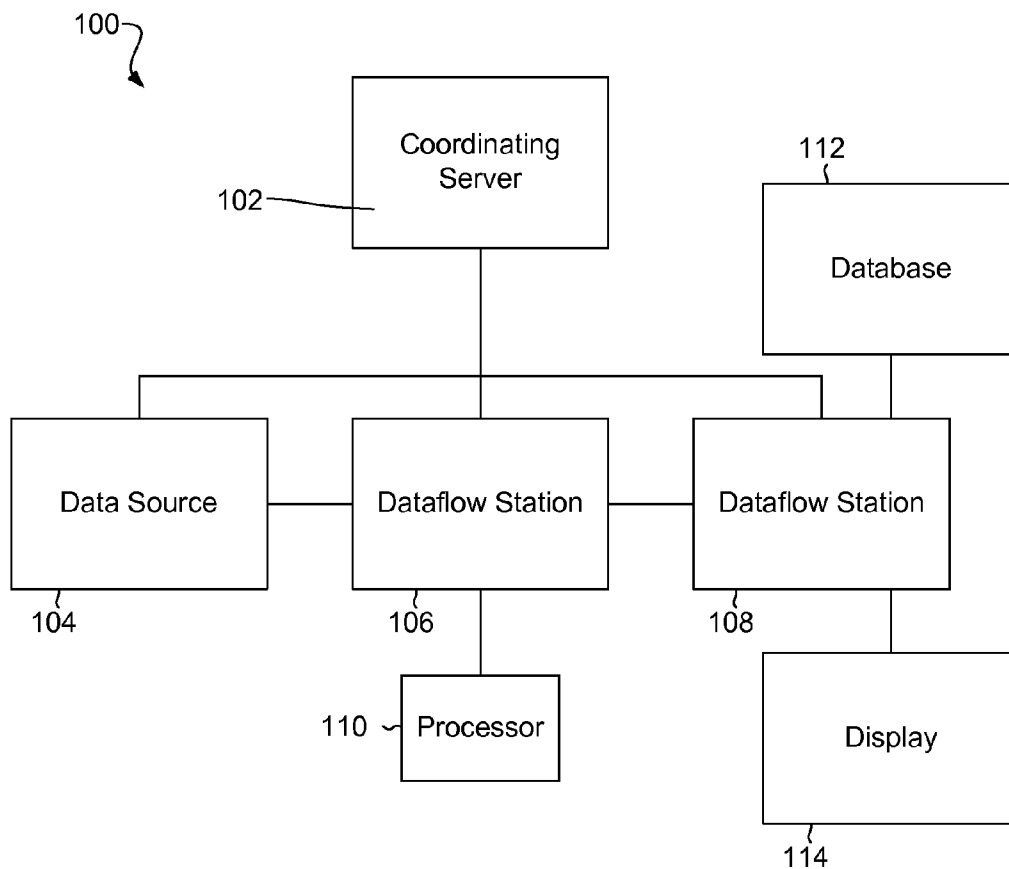 100
Coordinating
Server
102
112
Database
Data Source
Dataflow Station
Dataflow Station
104
106
108
110
Processor
Display
114